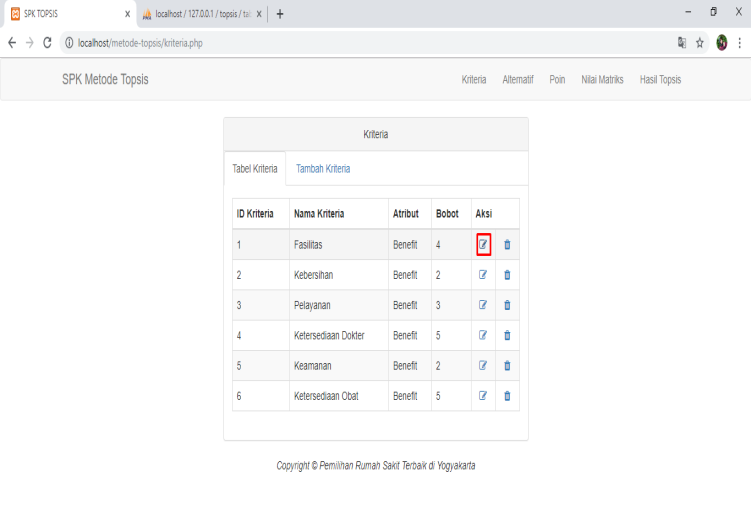 SPK TOPSIS
localhost / 127.0.0.1 / topsis / ta
localhost/metode-topsis/kriteria.php
SPK Metode Topsis
Kriteria Alternatif Poin Nilai Matriks Hasil Topsis
Kriteria
Tabel Kriteria Tambah Kriteria
ID Kriteria Nama Kriteria Atribut Bobot Aksi
1 Fasilitas Benefit 4
2 Kebersihan Benefit 2
3 Pelayanan Benefit 3
4 Ketersediaan Dokter Benefit 5
5 Keamanan Benefit 2
6 Ketersediaan Obat Benefit 5
Copyright © Pemilihan Rumah Sakit Terbaik di Yogyakarta